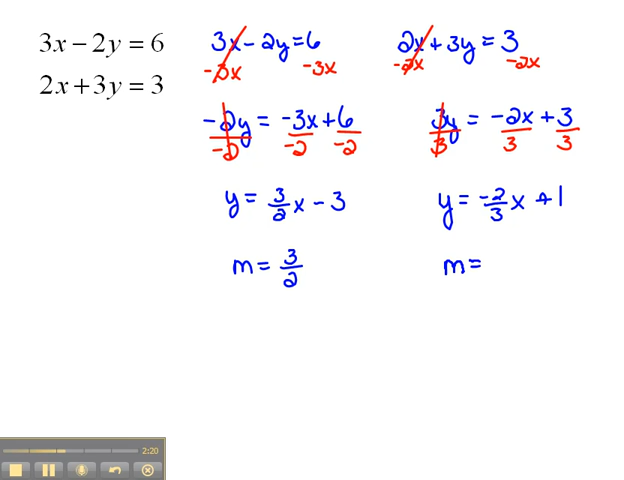 3x − 2y = 6
2x + 3y = 3
3x − 2y = 6
−3x −3x
−2y = −3x + 6
−2 −2 −2
y = 3/2 x − 3
m = 3/2
2x + 3y = 3
−2x −2x
3y = −2x + 3
3 3 3
y = −2/3 x + 1
m =
2:20